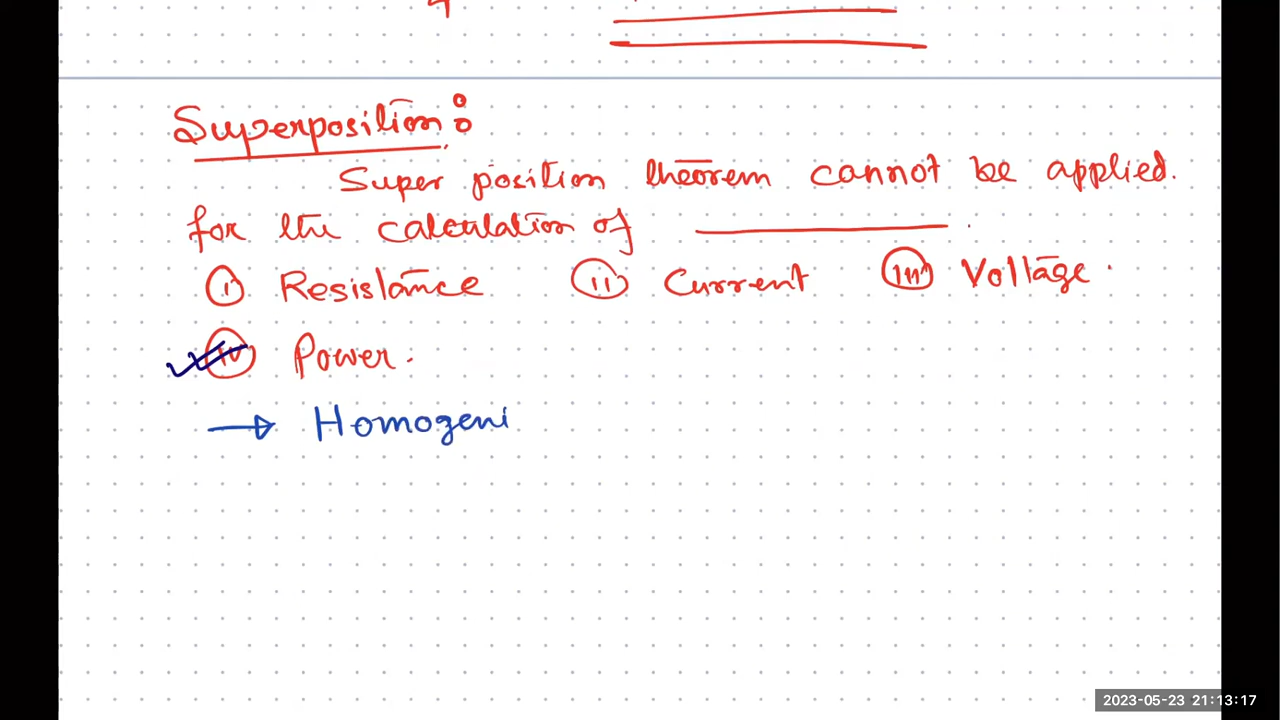 Superposition:
Super position theorem cannot be applied.
for the calculation of ________.
(i) Resistance (ii) Current (iii) Voltage.
(iv) Power.
→ Homogeni
2023-05-23 21:13:17